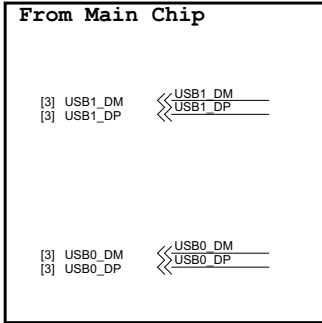 From Main Chip
[3] USB1_DM USB1_DM
[3] USB1_DP USB1_DP
[3] USB0_DM USB0_DM
[3] USB0_DP USB0_DP